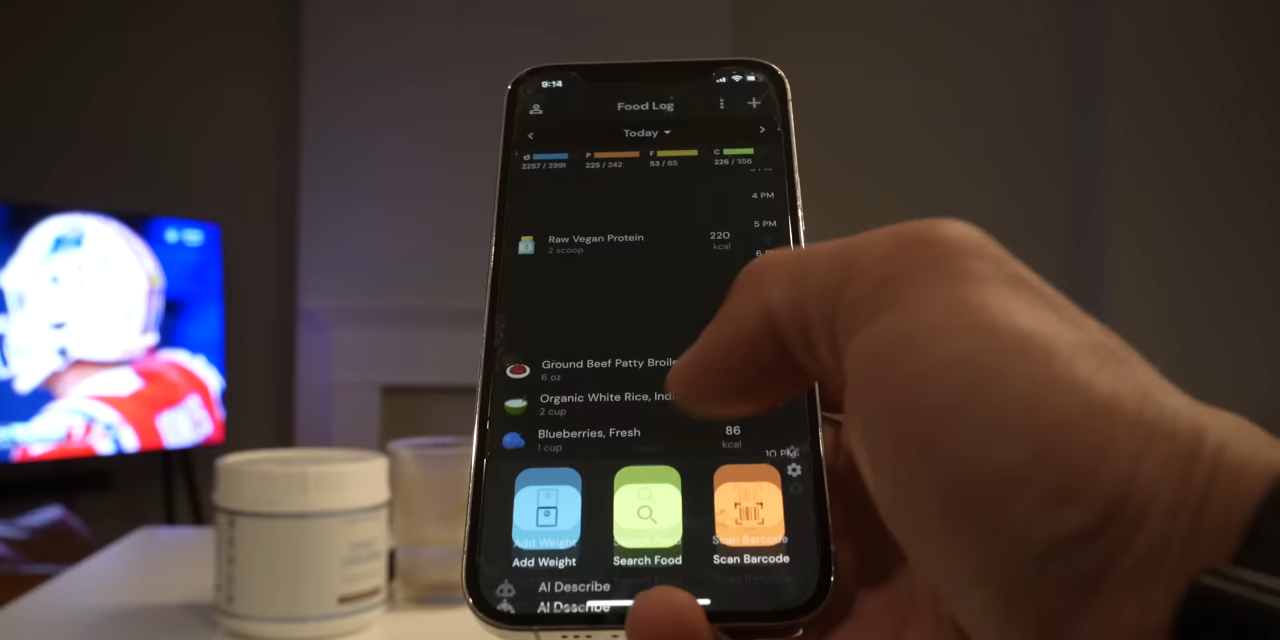 9:14
Food Log
Today
P F C
2257 / 2991 225 / 242 53 / 65 226 / 356
4 PM
5 PM
Raw Vegan Protein 220
2 scoop kcal
6
Ground Beef Patty Broile
6 oz
Organic White Rice, Ind
2 cup
Blueberries, Fresh 86
1 cup kcal
10 PM
Add Weight Search Food Scan Barcode
Add Weight Search Food Scan Barcode
AI Describe
AI Describe